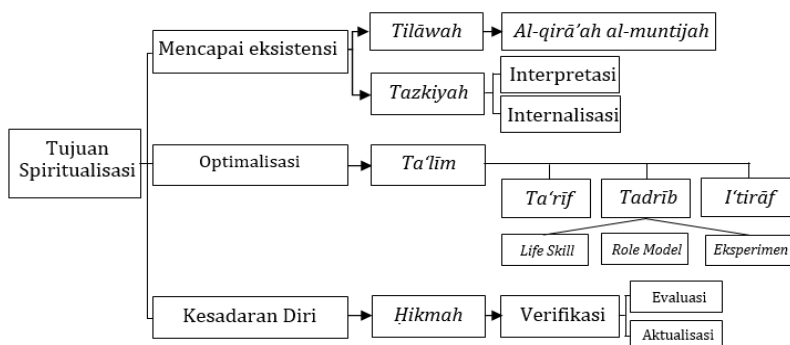 Tujuan
Spiritualisasi
Mencapai eksistensi
Tilāwah
Al-qirā’ah al-muntijah
Tazkiyah
Interpretasi
Internalisasi
Optimalisasi
Ta‘līm
Ta‘rīf
Tadrīb
I‘tirāf
Life Skill
Role Model
Eksperimen
Kesadaran Diri
Ḥikmah
Verifikasi
Evaluasi
Aktualisasi